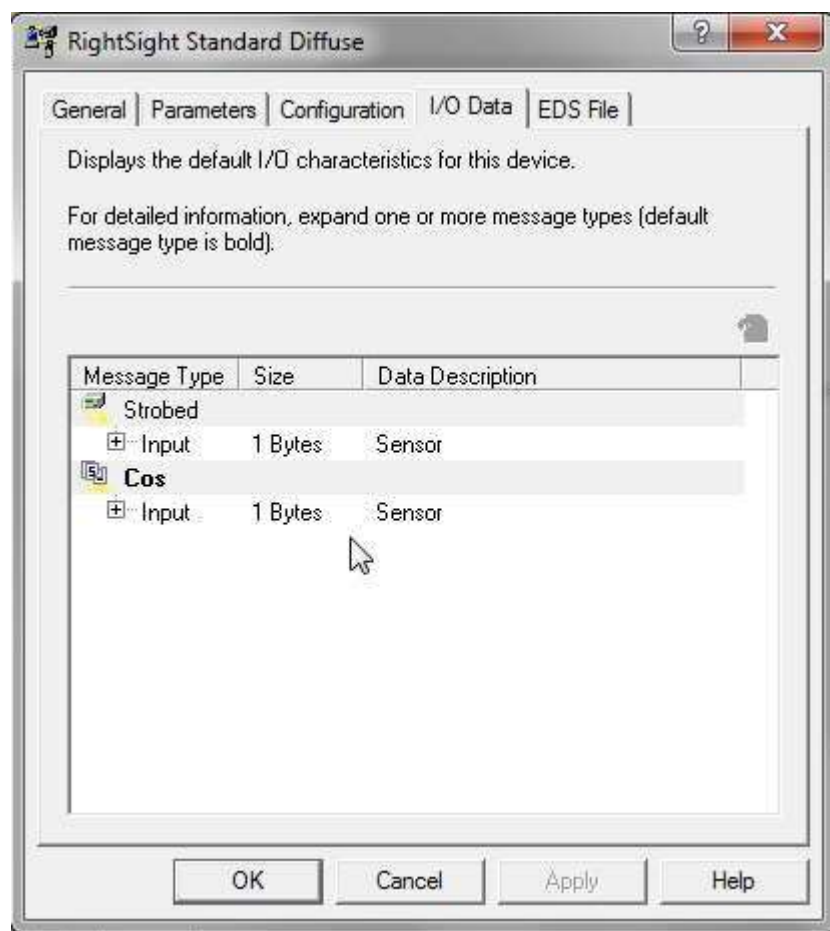 RightSight Standard Diffuse
General Parameters Configuration I/O Data EDS File
Displays the default I/O characteristics for this device.
For detailed information, expand one or more message types (default
message type is bold).
Message Type Size Data Description
Strobed
Input 1 Bytes Sensor
Cos
Input 1 Bytes Sensor
OK Cancel Apply Help